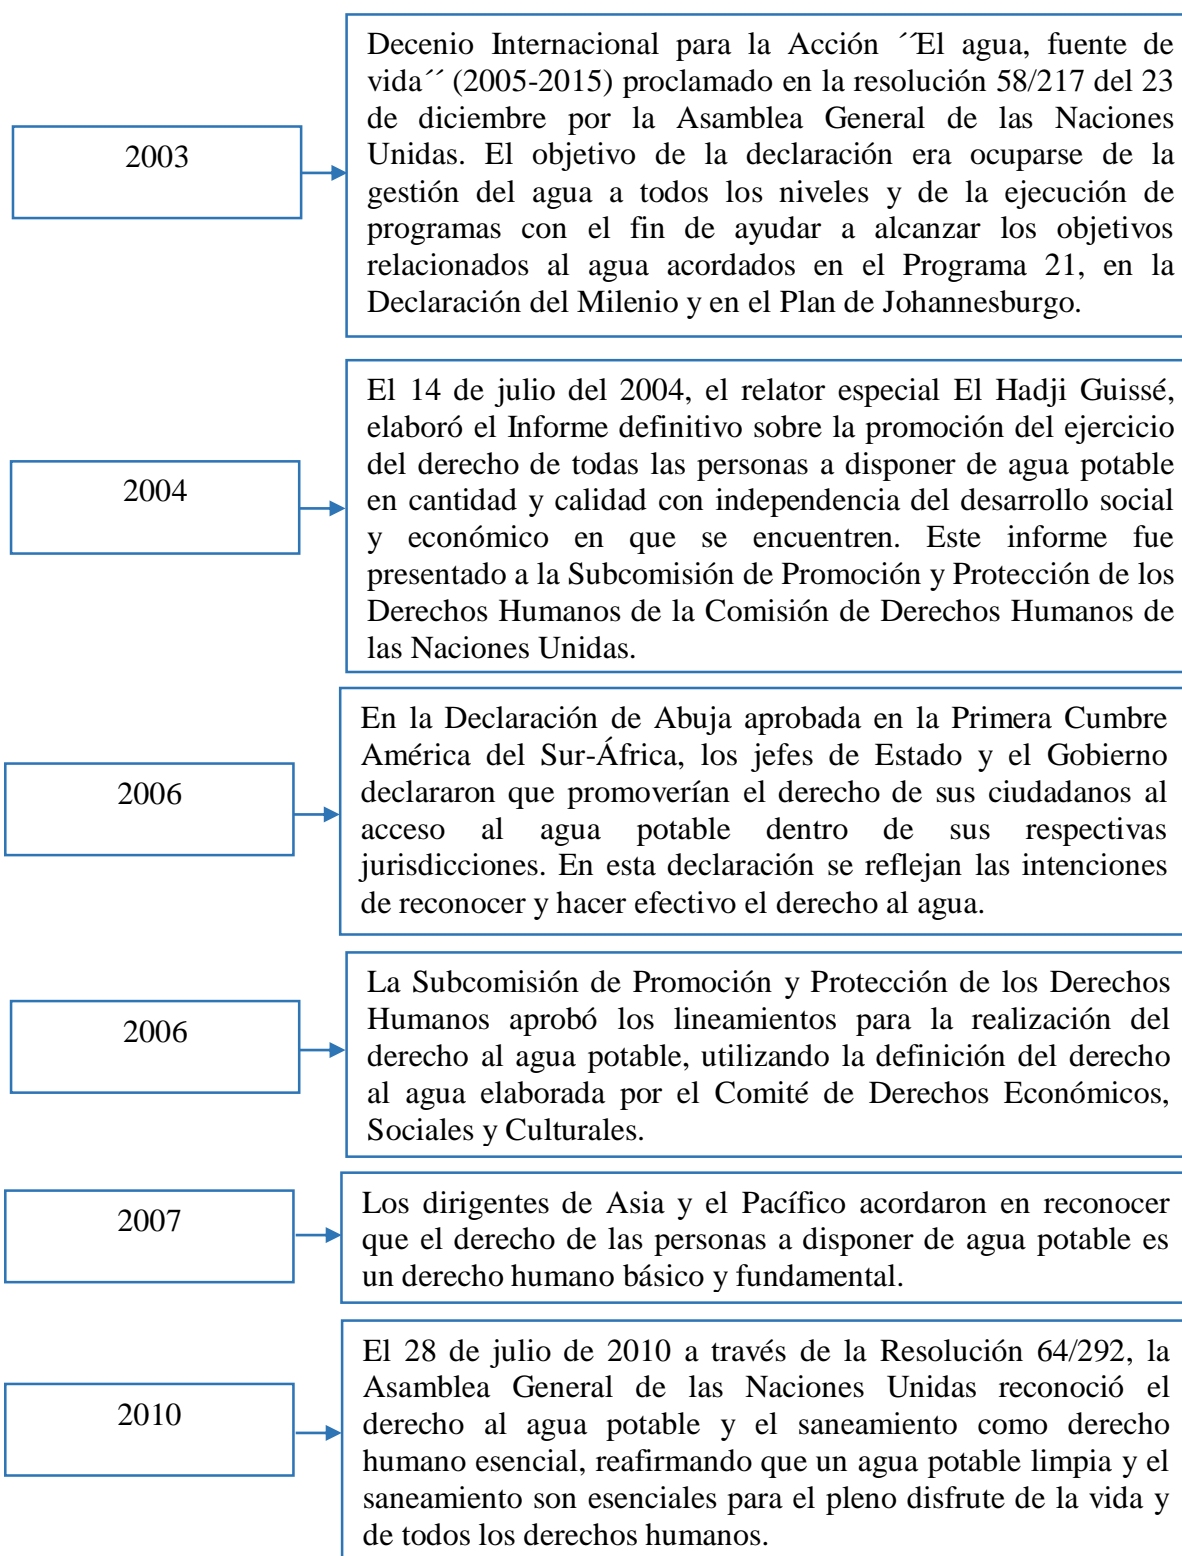 2003
Decenio Internacional para la Acción ´´El agua, fuente de
vida´´ (2005-2015) proclamado en la resolución 58/217 del 23
de diciembre por la Asamblea General de las Naciones
Unidas. El objetivo de la declaración era ocuparse de la
gestión del agua a todos los niveles y de la ejecución de
programas con el fin de ayudar a alcanzar los objetivos
relacionados al agua acordados en el Programa 21, en la
Declaración del Milenio y en el Plan de Johannesburgo.
2004
El 14 de julio del 2004, el relator especial El Hadji Guissé,
elaboró el Informe definitivo sobre la promoción del ejercicio
del derecho de todas las personas a disponer de agua potable
en cantidad y calidad con independencia del desarrollo social
y económico en que se encuentren. Este informe fue
presentado a la Subcomisión de Promoción y Protección de los
Derechos Humanos de la Comisión de Derechos Humanos de
las Naciones Unidas.
2006
En la Declaración de Abuja aprobada en la Primera Cumbre
América del Sur-África, los jefes de Estado y el Gobierno
declararon que promoverían el derecho de sus ciudadanos al
acceso al agua potable dentro de sus respectivas
jurisdicciones. En esta declaración se reflejan las intenciones
de reconocer y hacer efectivo el derecho al agua.
2006
La Subcomisión de Promoción y Protección de los Derechos
Humanos aprobó los lineamientos para la realización del
derecho al agua potable, utilizando la definición del derecho
al agua elaborada por el Comité de Derechos Económicos,
Sociales y Culturales.
2007
Los dirigentes de Asia y el Pacífico acordaron en reconocer
que el derecho de las personas a disponer de agua potable es
un derecho humano básico y fundamental.
2010
El 28 de julio de 2010 a través de la Resolución 64/292, la
Asamblea General de las Naciones Unidas reconoció el
derecho al agua potable y el saneamiento como derecho
humano esencial, reafirmando que un agua potable limpia y el
saneamiento son esenciales para el pleno disfrute de la vida y
de todos los derechos humanos.